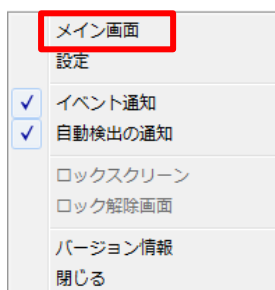 メイン画面
設定
イベント通知
自動検出の通知
ロックスクリーン
ロック解除画面
バージョン情報
閉じる